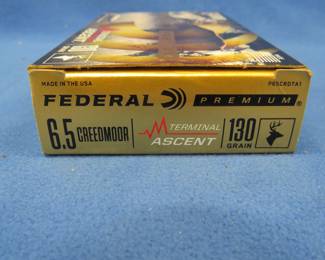 MADE IN THE USA P65CRDTA1
FEDERAL PREMIUM®
6.5 CREEDMOOR TERMINAL ASCENT 130 GRAIN